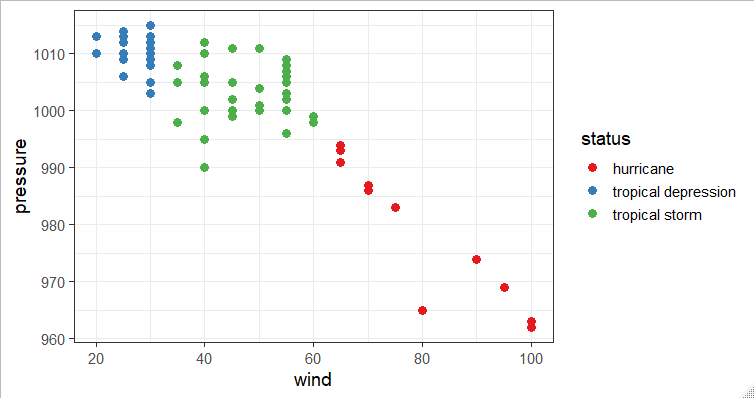 1010
1000
990
980
970
960
pressure
20 40 60 80 100
wind
status
hurricane
tropical depression
tropical storm